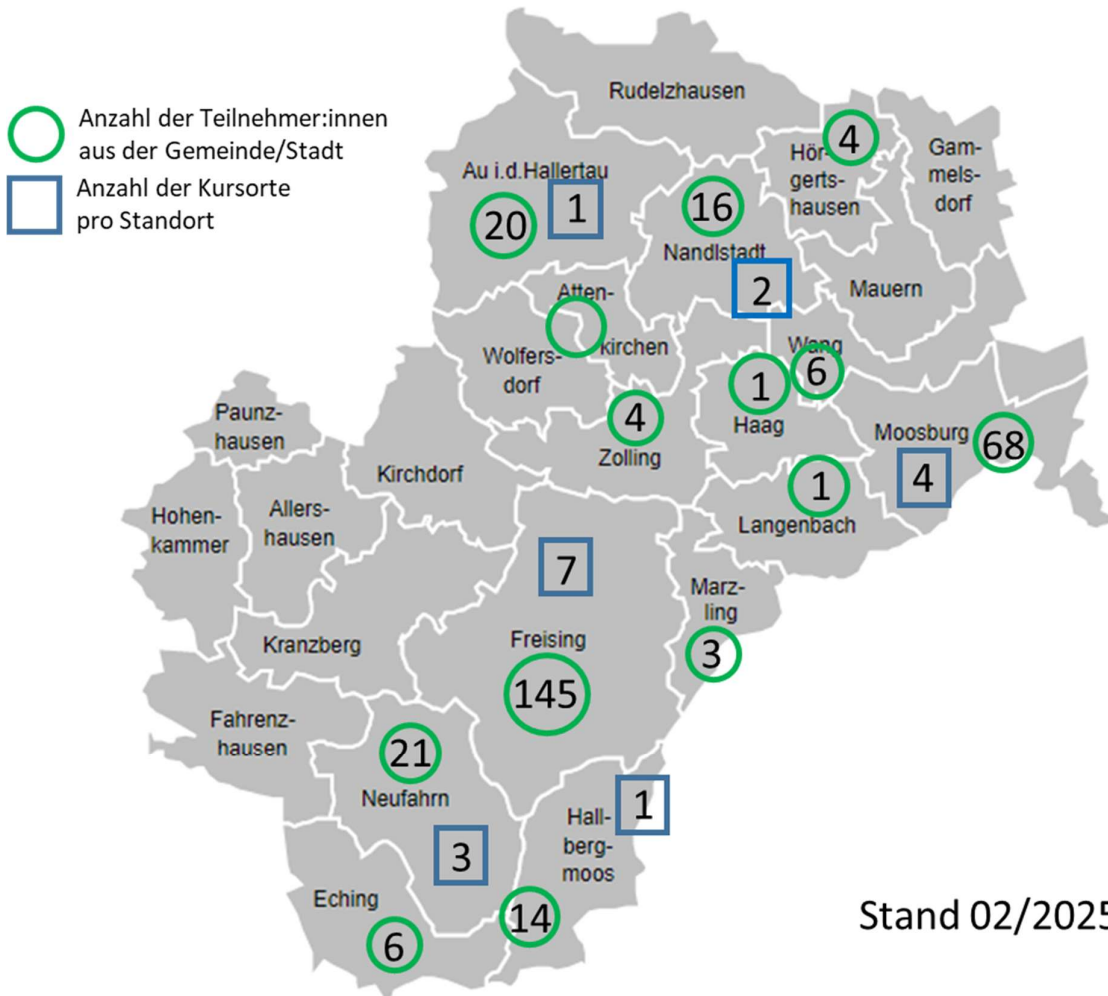 Anzahl der Teilnehmer:innen
aus der Gemeinde/Stadt
Anzahl der Kursorte
pro Standort
Rudelzhausen
4
Hör-
gerts-
hausen
Gam-
mels-
dorf
Au i.d.Hallertau
20
1
16
Nandlstadt
2
Mauern
Atten-
kirchen
Wolfers-
dorf
Wang
6
1
Haag
4
Zolling
Moosburg
68
4
1
Langenbach
Paunz-
hausen
Kirchdorf
Hohen-
kammer
Allers-
hausen
7
Freising
145
Marz-
ling
3
Kranzberg
Fahrenz-
hausen
21
Neufahrn
3
1
Hall-
berg-
moos
14
Eching
6
Stand 02/2025